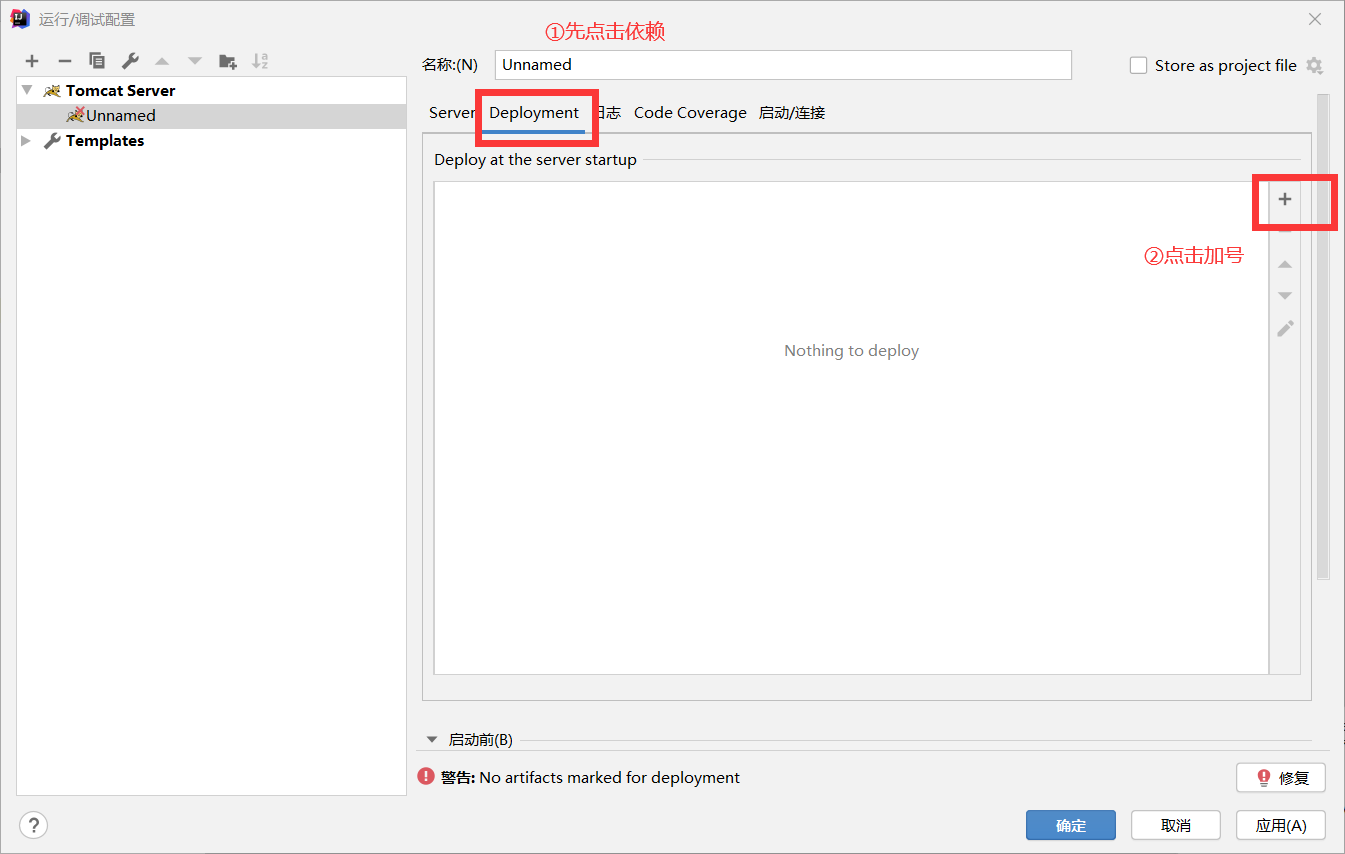 运行/调试配置
①先点击依赖
名称:(N)
Unnamed
Store as project file
Tomcat Server
Unnamed
Templates
Server
Deployment
日志
Code Coverage
启动/连接
Deploy at the server startup
②点击加号
Nothing to deploy
启动前(B)
警告: No artifacts marked for deployment
修复
确定
取消
应用(A)